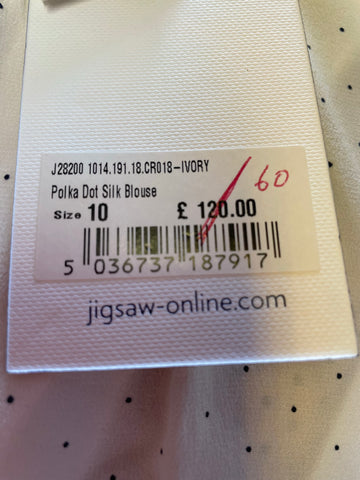 J28200 1014.191.18.CR018-IVORY
Polka Dot Silk Blouse
Size 10 £ 120.00 60
5 036737 187917
jigsaw-online.com